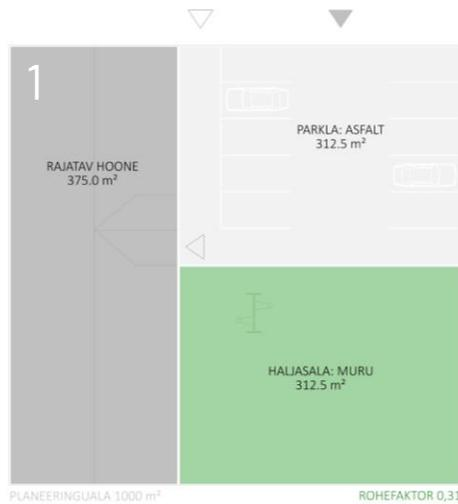 1
RAJATAV HOONE
375.0 m²
PARKLA: ASFALT
312.5 m²
HALJASALA: MURU
312.5 m²
PLANEERINGUALA 1000 m²
ROHEFAKTOR 0,31